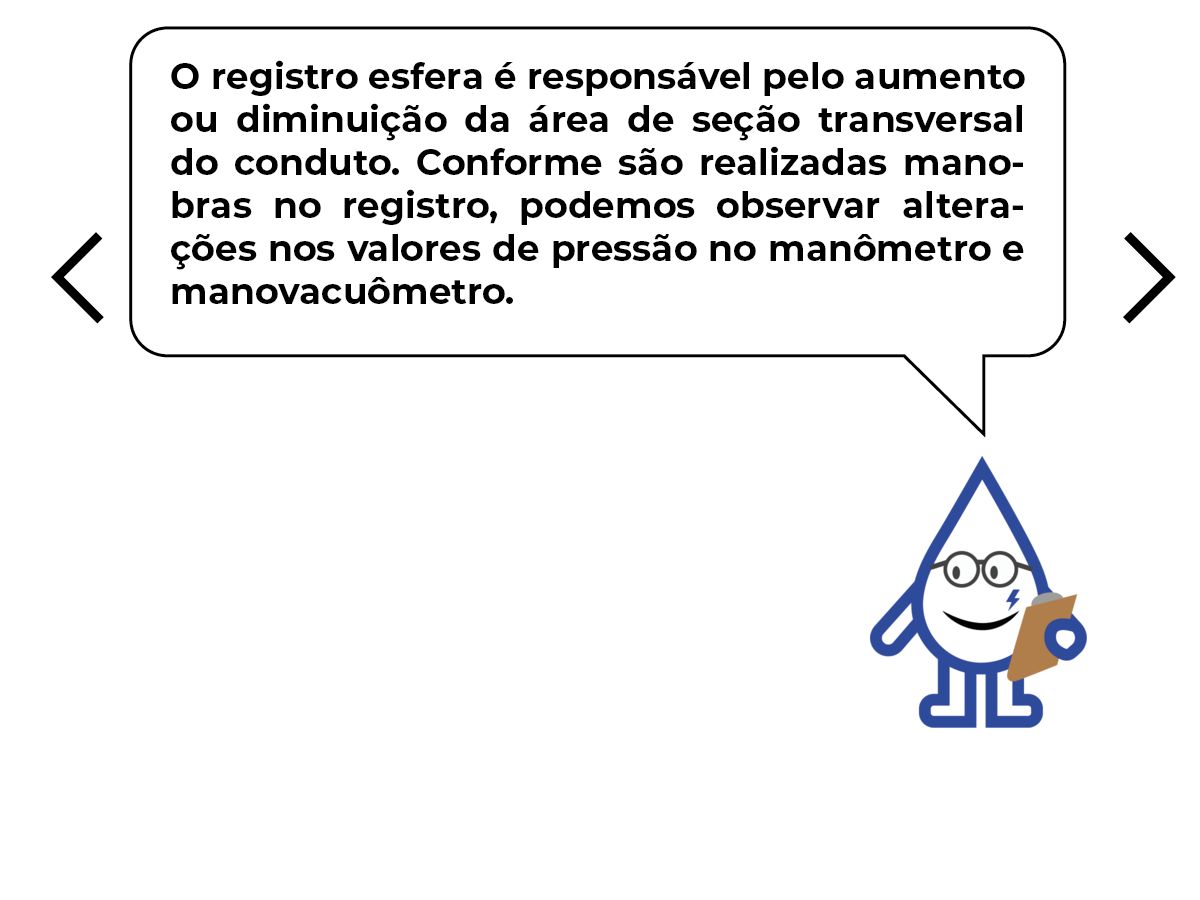 O registro esfera é responsável pelo aumento
ou diminuição da área de seção transversal
do conduto. Conforme são realizadas mano-
bras no registro, podemos observar altera-
ções nos valores de pressão no manômetro e
manovacuômetro.